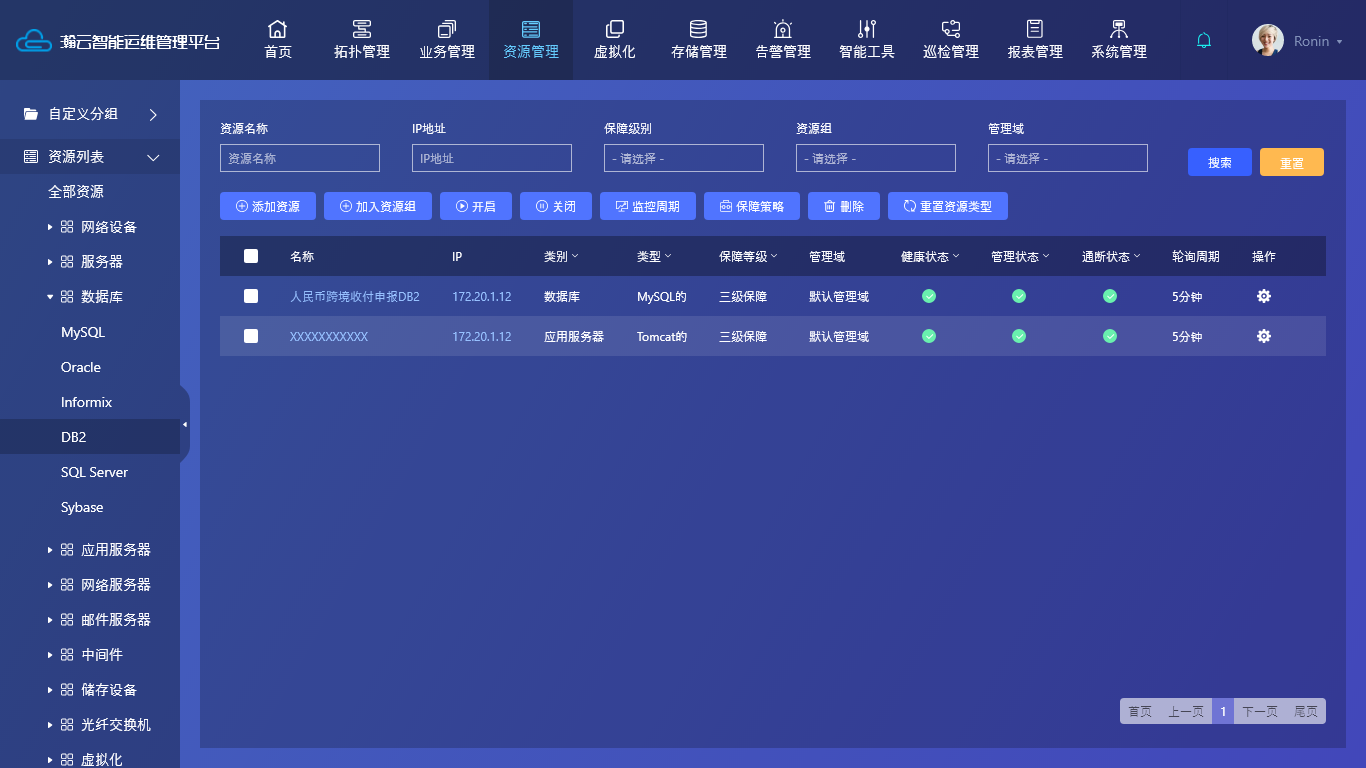 瀚云智能运维管理平台
首页 拓扑管理 业务管理 资源管理 虚拟化 存储管理 告警管理 智能工具 巡检管理 报表管理 系统管理 Ronin
自定义分组
资源列表
全部资源
网络设备
服务器
数据库
MySQL
Oracle
Informix
DB2
SQL Server
Sybase
应用服务器
网络服务器
邮件服务器
中间件
储存设备
光纤交换机
虚拟化
资源名称 IP地址 保障级别 资源组 管理域
资源名称 IP地址 - 请选择 - - 请选择 - - 请选择 - 搜索 重置
添加资源 加入资源组 开启 关闭 监控周期 保障策略 删除 重置资源类型
名称 IP 类别 类型 保障等级 管理域 健康状态 管理状态 通断状态 轮询周期 操作
人民币跨境收付申报DB2 172.20.1.12 数据库 MySQL的 三级保障 默认管理域 5分钟
XXXXXXXXXXX 172.20.1.12 应用服务器 Tomcat的 三级保障 默认管理域 5分钟
首页 上一页 1 下一页 尾页